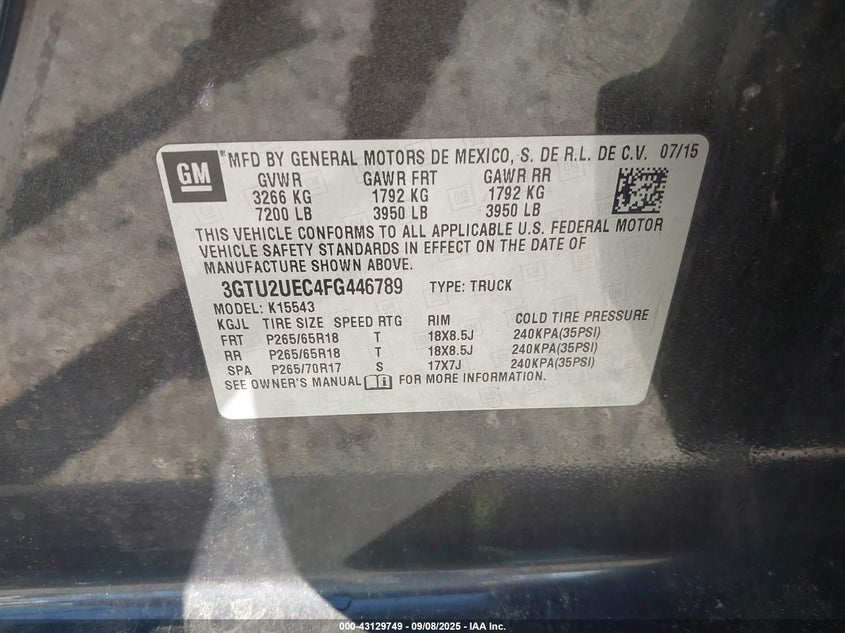 GM ® MFD BY GENERAL MOTORS DE MEXICO, S. DE R.L. DE C.V. 07/15
GVWR GAWR FRT GAWR RR
3266 KG 1792 KG 1792 KG
7200 LB 3950 LB 3950 LB
THIS VEHICLE CONFORMS TO ALL APPLICABLE U.S. FEDERAL MOTOR
VEHICLE SAFETY STANDARDS IN EFFECT ON THE DATE OF
MANUFACTURE SHOWN ABOVE.
3GTU2UEC4FG446789 TYPE: TRUCK
MODEL: K15543
KGJL TIRE SIZE SPEED RTG RIM COLD TIRE PRESSURE
FRT P265/65R18 T 18X8.5J 240KPA(35PSI)
RR P265/65R18 T 18X8.5J 240KPA(35PSI)
SPA P265/70R17 S 17X7J 240KPA(35PSI)
SEE OWNER'S MANUAL i FOR MORE INFORMATION.
000-43129749 - 09/08/2025 - IAA Inc.